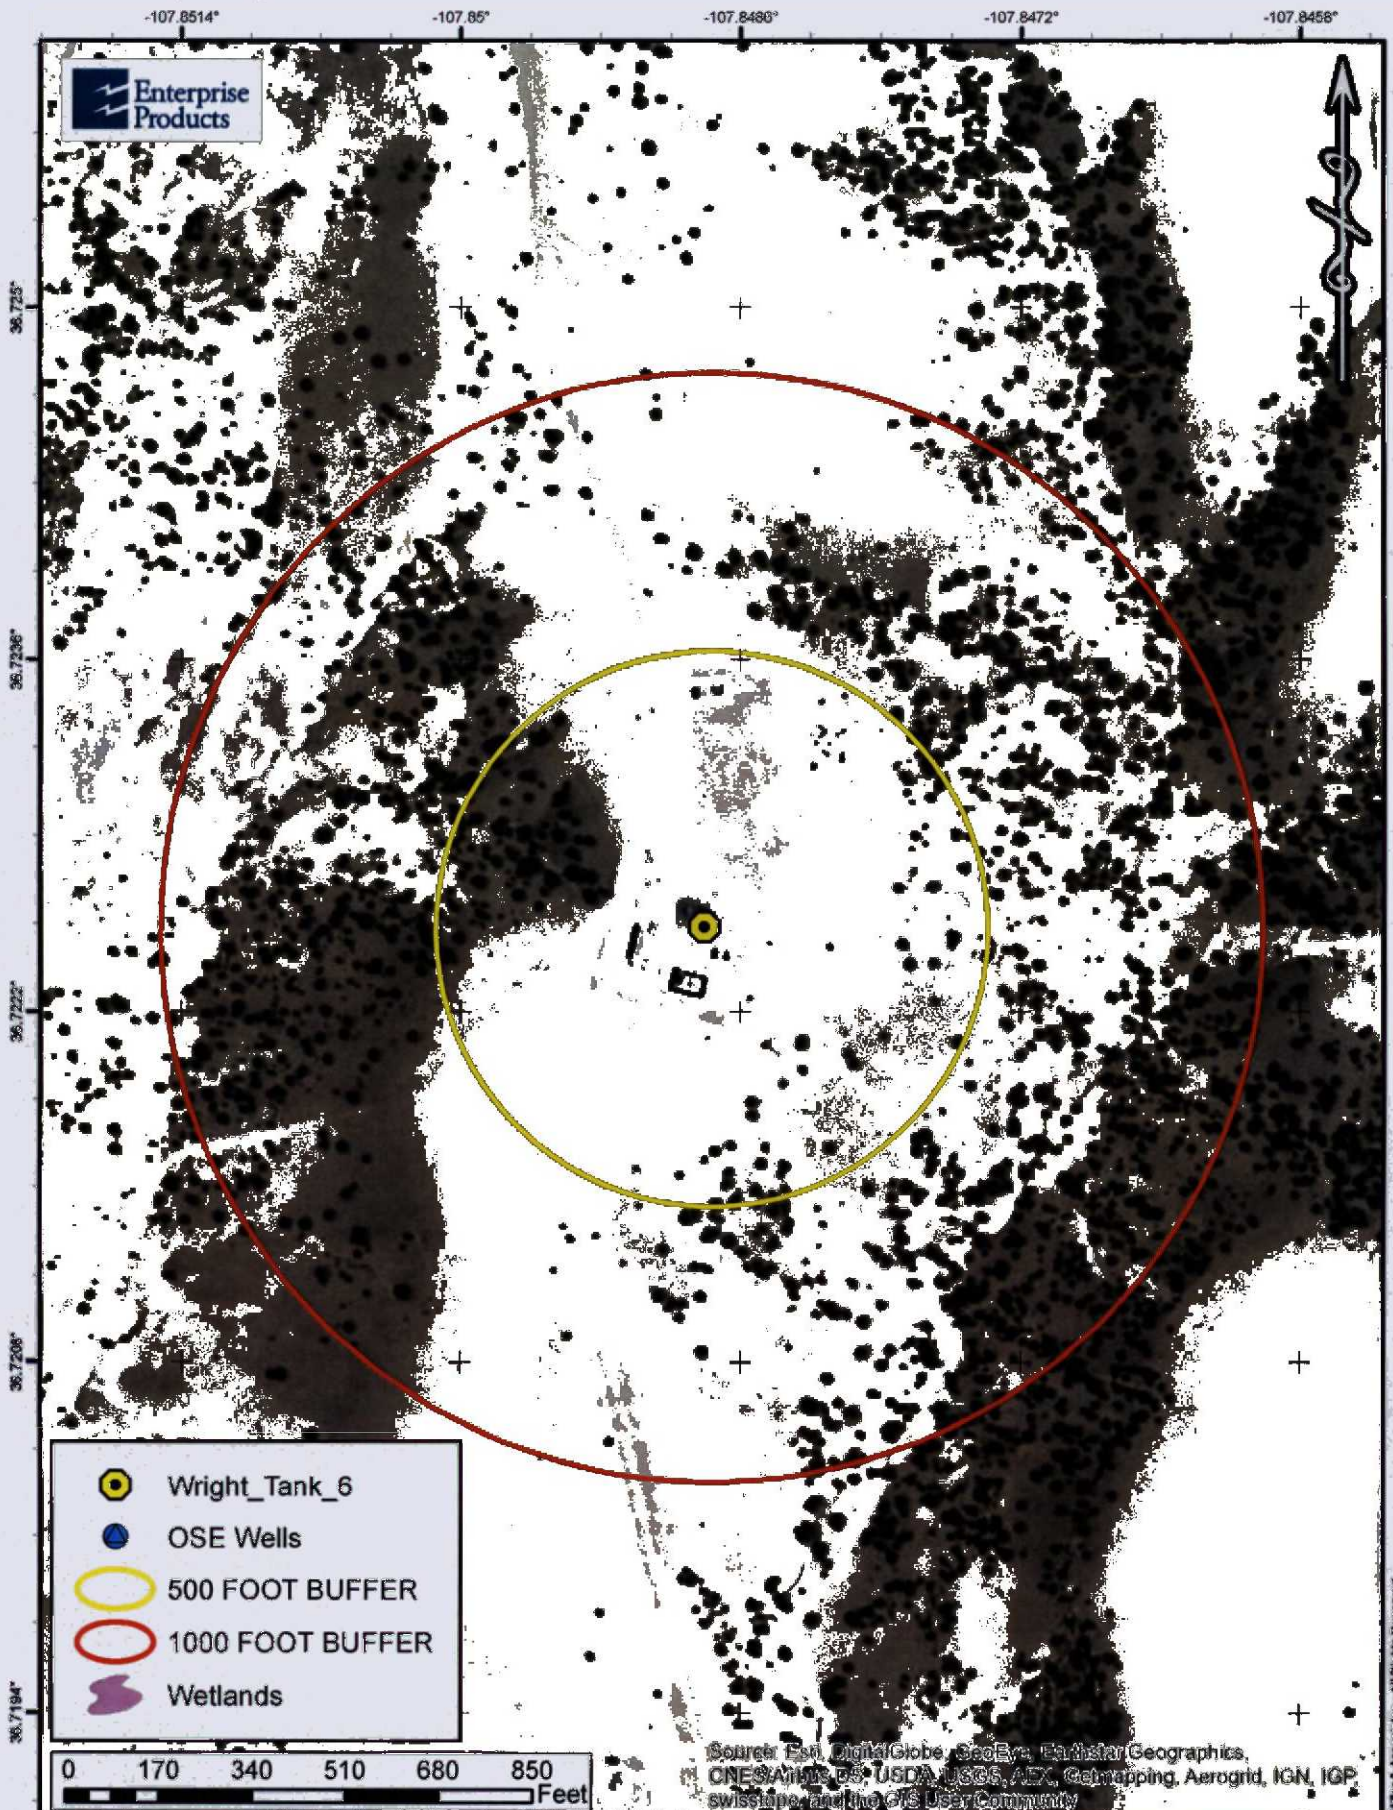 -107.8514° -107.85° -107.8486° -107.8472° -107.8458°
Enterprise
Products
36.725°
36.7236°
36.7222°
36.7208°
36.7194°
Wright_Tank_6
OSE Wells
500 FOOT BUFFER
1000 FOOT BUFFER
Wetlands
0 170 340 510 680 850
Feet
Source: Esri, DigitalGlobe, GeoEye, Earthstar Geographics,
CNES/Airbus DS, USDA, USGS, AEX, Getmapping, Aerogrid, IGN, IGP,
swisstopo, and the GIS User Community